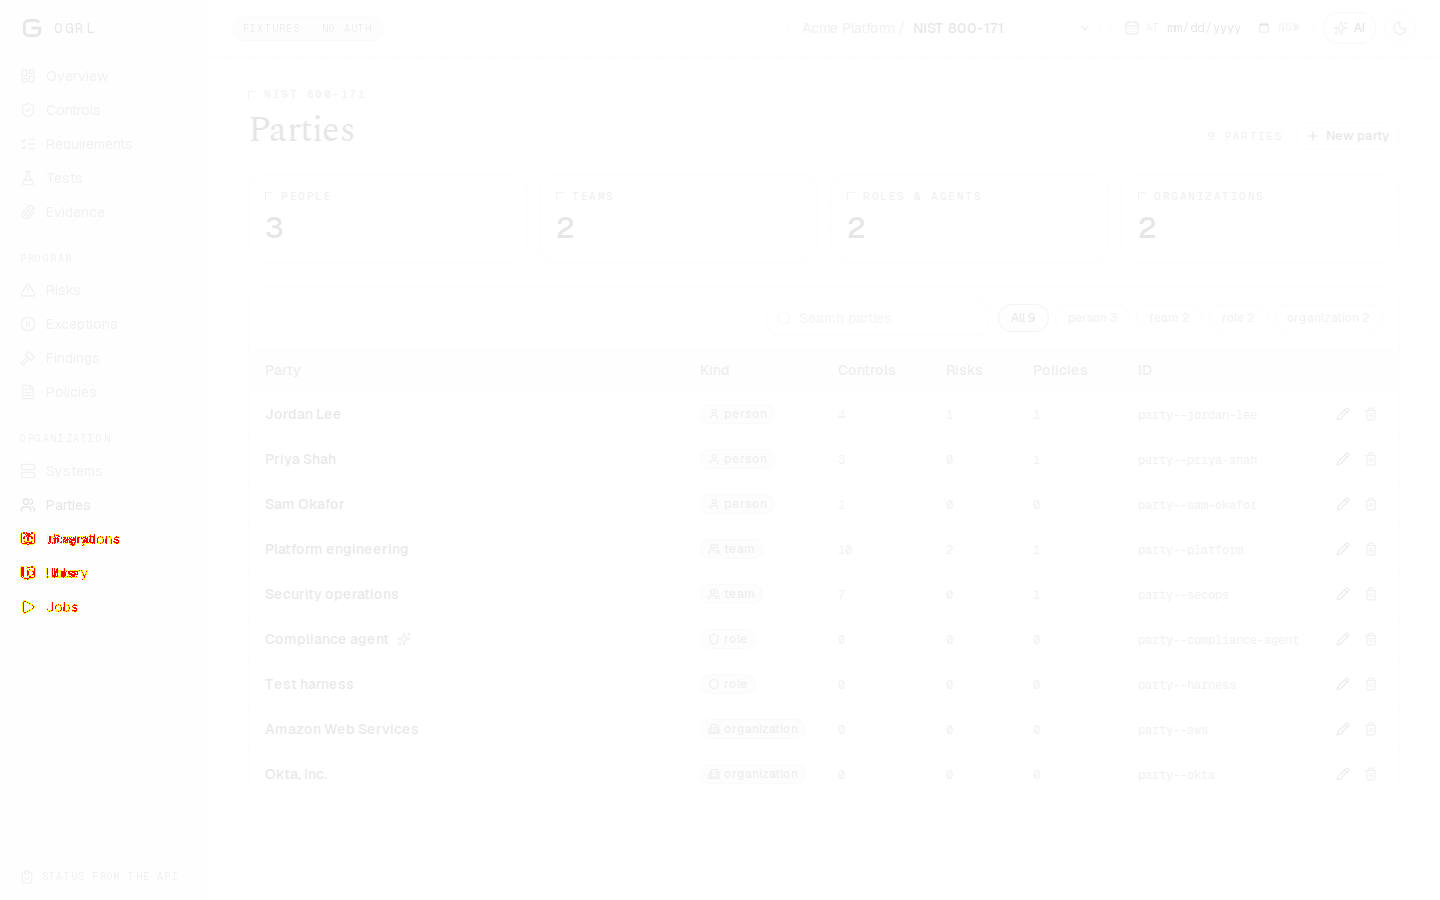 OGRL
FIXTURES NO AUTH
Acme Platform / NIST 800-171
AT mm/dd/yyyy NOW
AI
Overview
Controls
Requirements
Tests
Evidence
PROGRAM
Risks
Exceptions
Findings
Policies
ORGANIZATION
Systems
Parties
Jobs
STATUS FROM THE API
NIST 800-171
Parties
9 PARTIES
New party
PEOPLE
3
TEAMS
2
ROLES & AGENTS
2
ORGANIZATIONS
2
Search parties
All 9 person 3 team 2 role 2 organization 2
Party Kind Controls Risks Policies ID
Jordan Lee person 4 1 1 party--jordan-lee
Priya Shah person 3 0 1 party--priya-shah
Sam Okafor person 1 0 0 party--sam-okafor
Platform engineering team 10 2 1 party--platform
Security operations team 7 0 1 party--secops
Compliance agent role 0 0 0 party--compliance-agent
Test harness role 0 0 0 party--harness
Amazon Web Services organization 0 0 0 party--aws
Okta, Inc. organization 0 0 0 party--okta